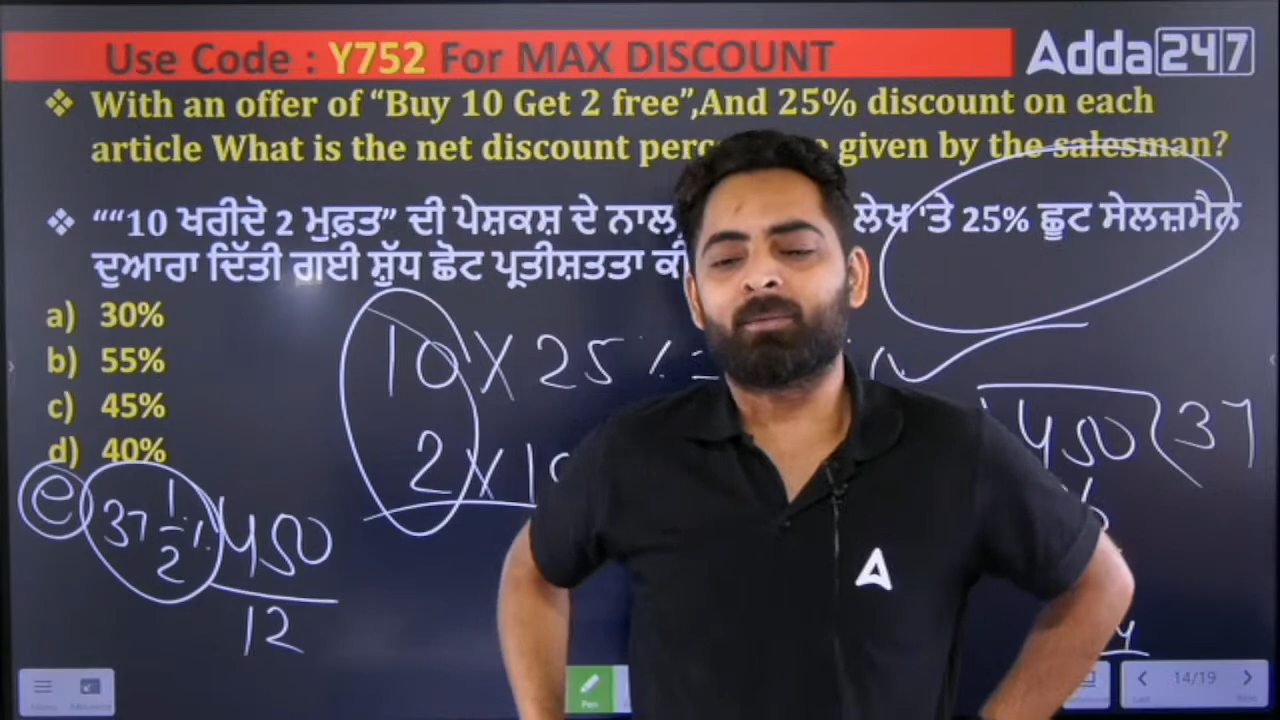 Use Code : Y752 For MAX DISCOUNT
Adda247
❖ With an offer of “Buy 10 Get 2 free”,And 25% discount on each
article What is the net discount given by the salesman?
❖ ““10 ਖਰੀਦੋ 2 ਮੁਫ਼ਤ” ਦੀ ਪੇਸ਼ਕਸ਼ ਦੇ ਨਾਲ, ਲੇਖ 'ਤੇ 25% ਛੂਟ ਸੇਲਜ਼ਮੈਨ
ਦੁਆਰਾ ਦਿੱਤੀ ਗਈ ਸ਼ੁੱਧ ਛੋਟ ਪ੍ਰਤੀਸ਼ਤਤਾ ਕੀ
a) 30%
b) 55%
c) 45%
d) 40%
e 37 1/2 %
10 X 25 % =
2 X
450
12
450 ( 37
Pen
14/19